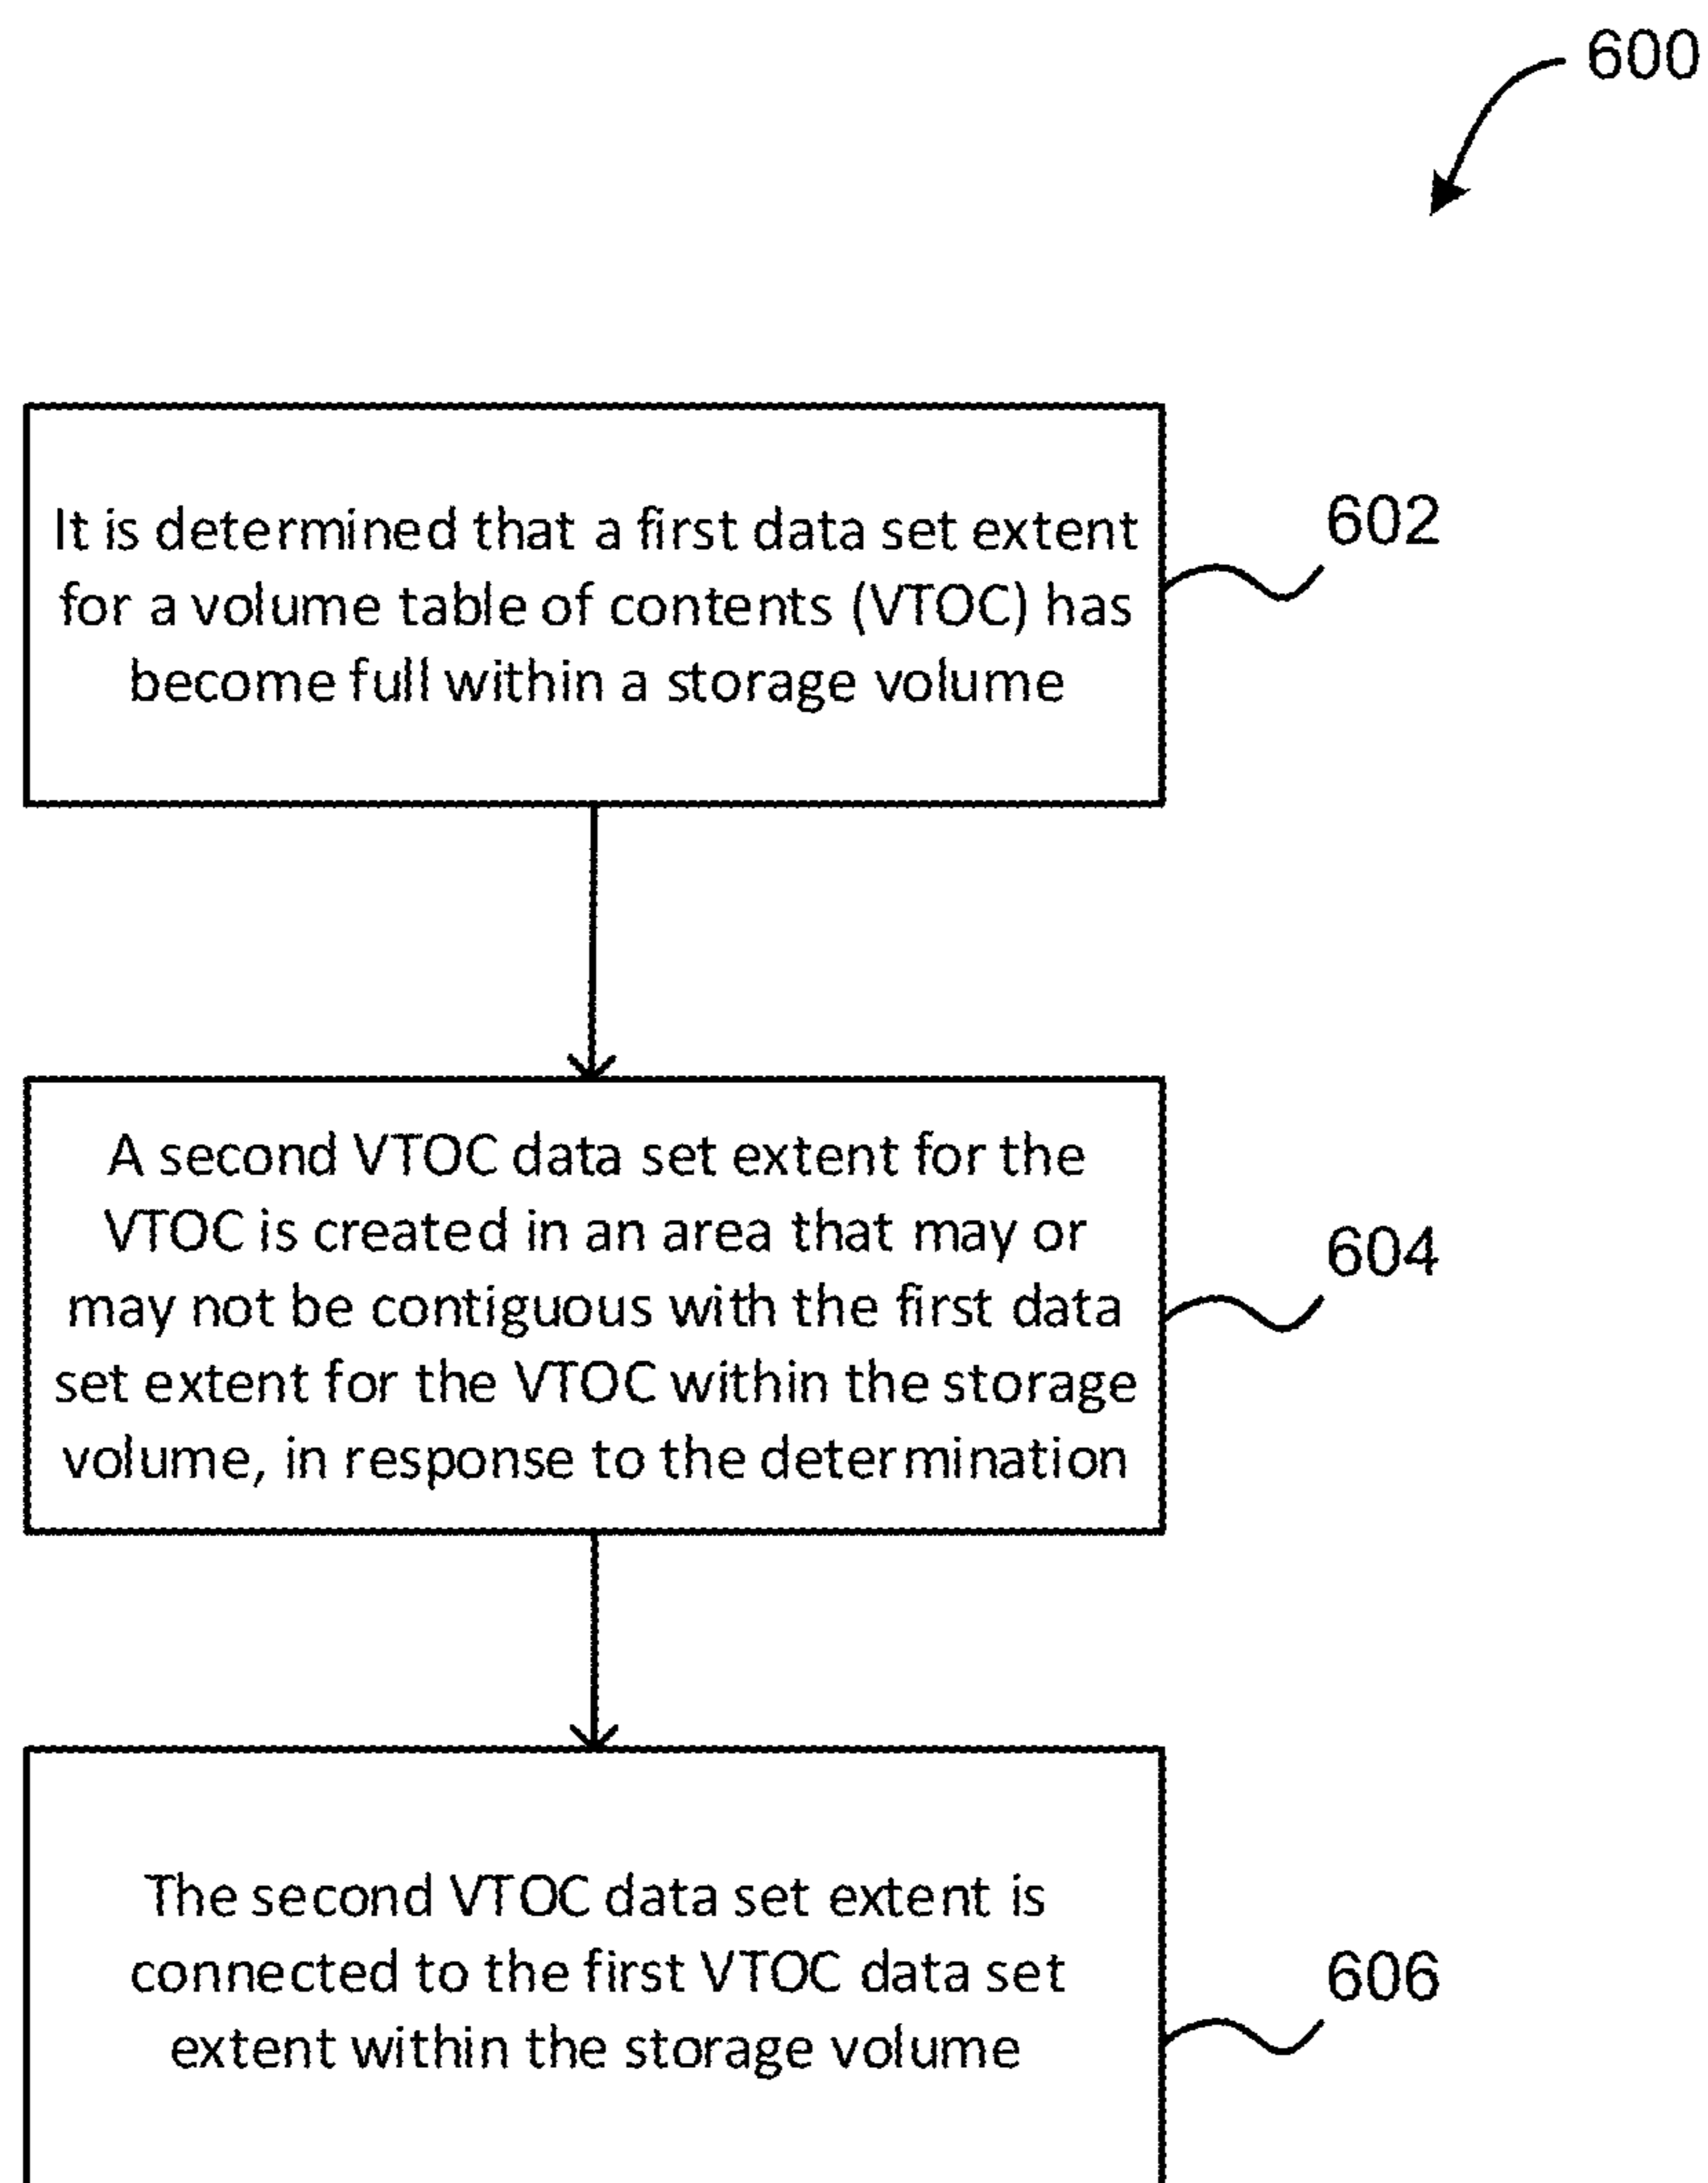 600
It is determined that a first data set extent
for a volume table of contents (VTOC) has
become full within a storage volume
602
A second VTOC data set extent for the
VTOC is created in an area that may or
may not be contiguous with the first data
set extent for the VTOC within the storage
volume, in response to the determination
604
The second VTOC data set extent is
connected to the first VTOC data set
extent within the storage volume
606